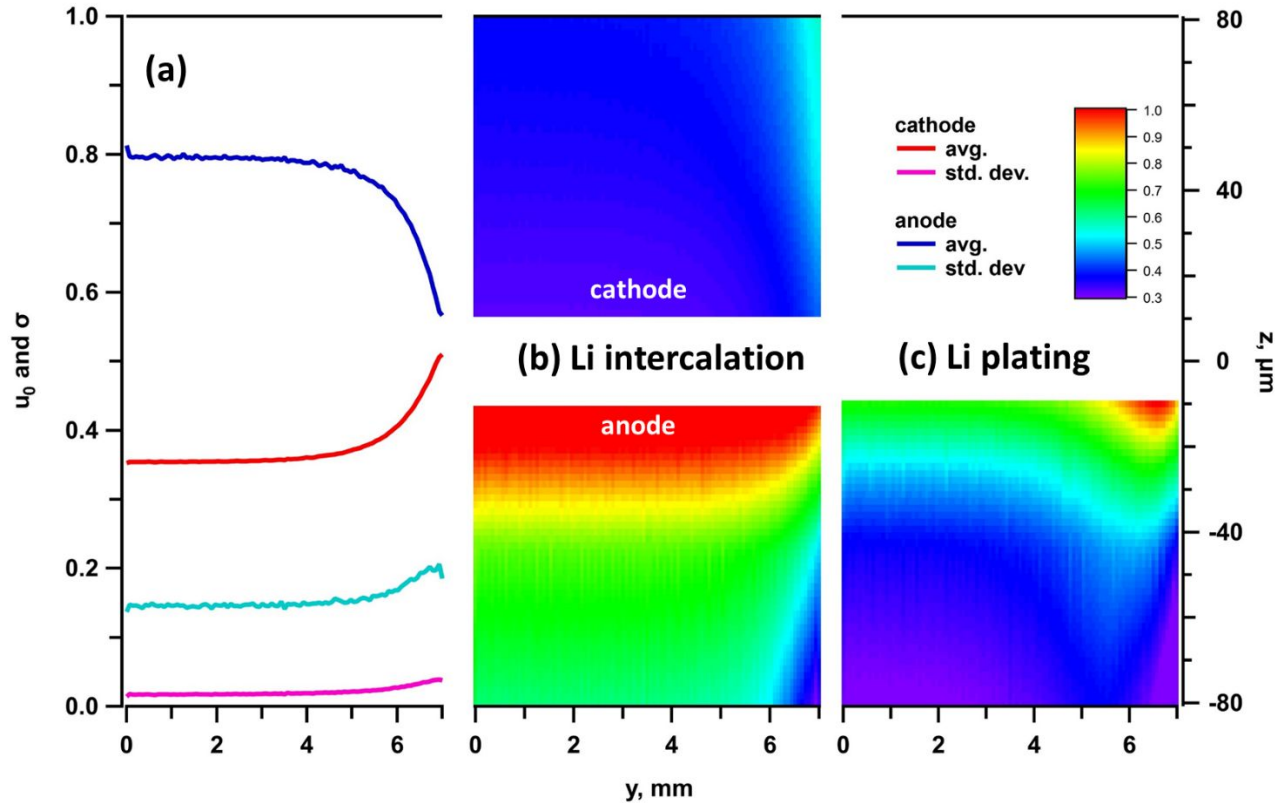 1.0
0.8
0.6
0.4
0.2
0.0
u0 and σ
(a)
cathode
(b) Li intercalation
anode
(c) Li plating
cathode
avg.
std. dev.
anode
avg.
std. dev
1.0
0.9
0.8
0.7
0.6
0.5
0.4
0.3
80
40
0
-40
-80
z, μm
0 2 4 6
0 2 4 6
0 2 4 6
y, mm